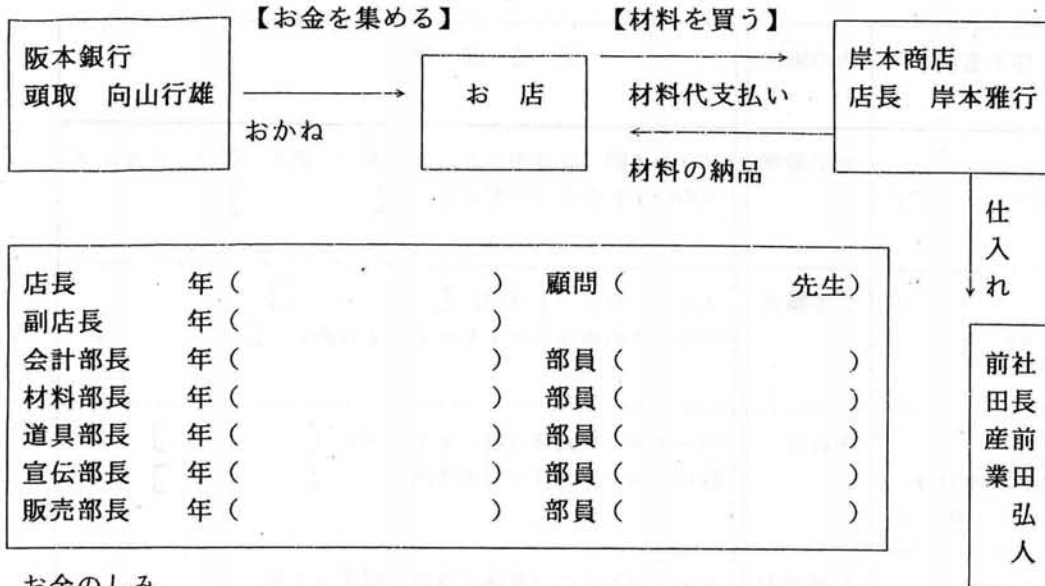 【お金を集める】 【材料を買う】
阪本銀行
頭取 向山行雄
おかね
お 店
材料代支払い
材料の納品
岸本商店
店長 岸本雅行
仕入れ
社長前田弘人
前田産業
店長 年( ) 顧問( 先生)
副店長 年( )
会計部長 年( ) 部員( )
材料部長 年( ) 部員( )
道具部長 年( ) 部員( )
宣伝部長 年( ) 部員( )
販売部長 年( ) 部員( )
お金のしみ